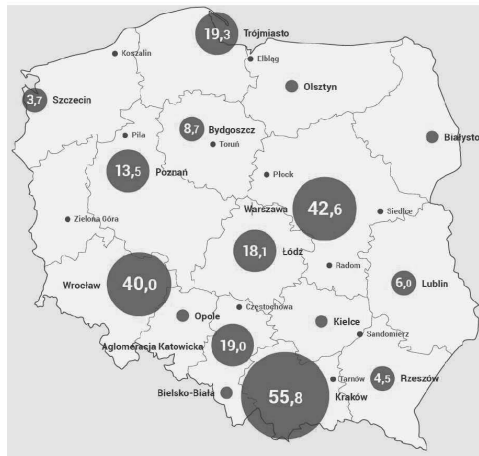 19,3
Trójmiasto
Koszalin
Elbląg
Olsztyn
3,7
Szczecin
8,7
Bydgoszcz
Białysto
Piła
Toruń
13,5
Poznań
Płock
Warszawa
42,6
Siedlce
Zielona Góra
18,1
Łódź
Radom
40,0
Wrocław
6,0
Lublin
Opole
Częstochowa
Kielce
Sandomierz
Aglomeracja Katowicka
19,0
Tarnów
4,5
Rzeszów
Bielsko-Biała
55,8
Kraków